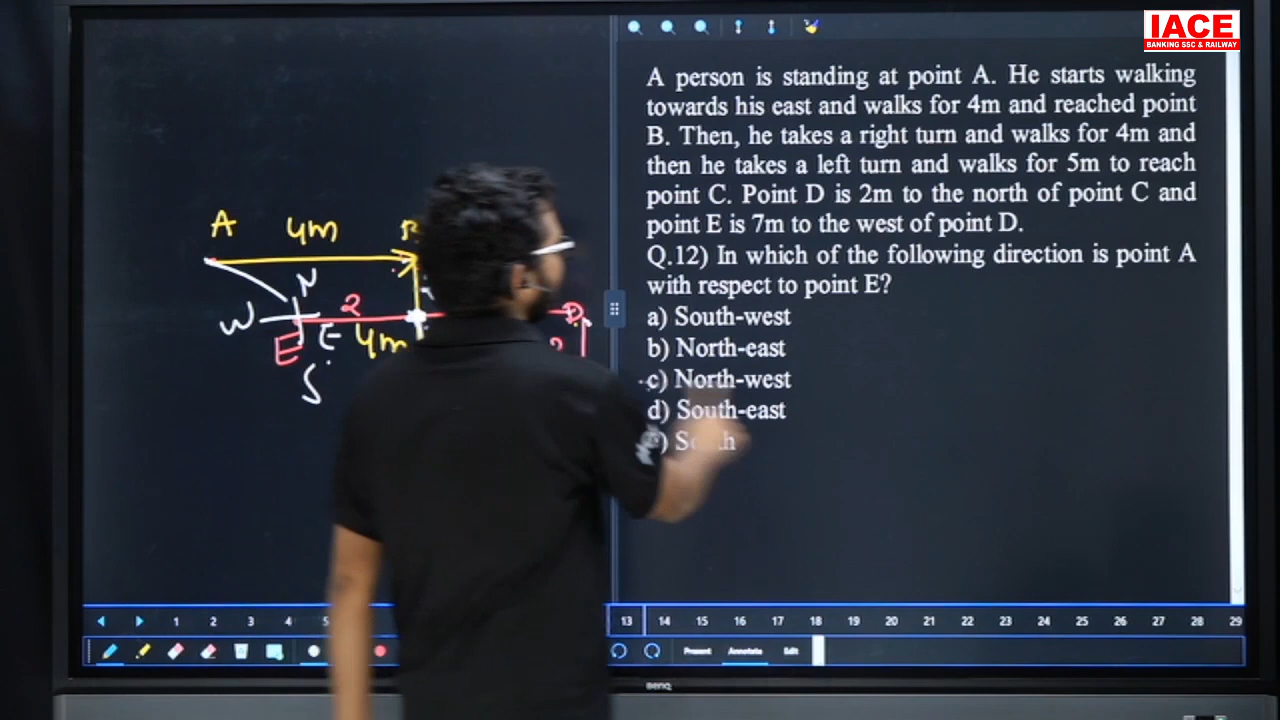 IACE
BANKING SSC & RAILWAY
A person is standing at point A. He starts walking
towards his east and walks for 4m and reached point
B. Then, he takes a right turn and walks for 4m and
then he takes a left turn and walks for 5m to reach
point C. Point D is 2m to the north of point C and
point E is 7m to the west of point D.
Q.12) In which of the following direction is point A
with respect to point E?
a) South-west
b) North-east
c) North-west
d) South-east
A 4m
N
W 2 D
E E 4m 2
S
1 2 3 4 5 13 14 15 16 17 18 19 20 21 22 23 24 25 26 27 28 29
Present Annotate Edit
BenQ